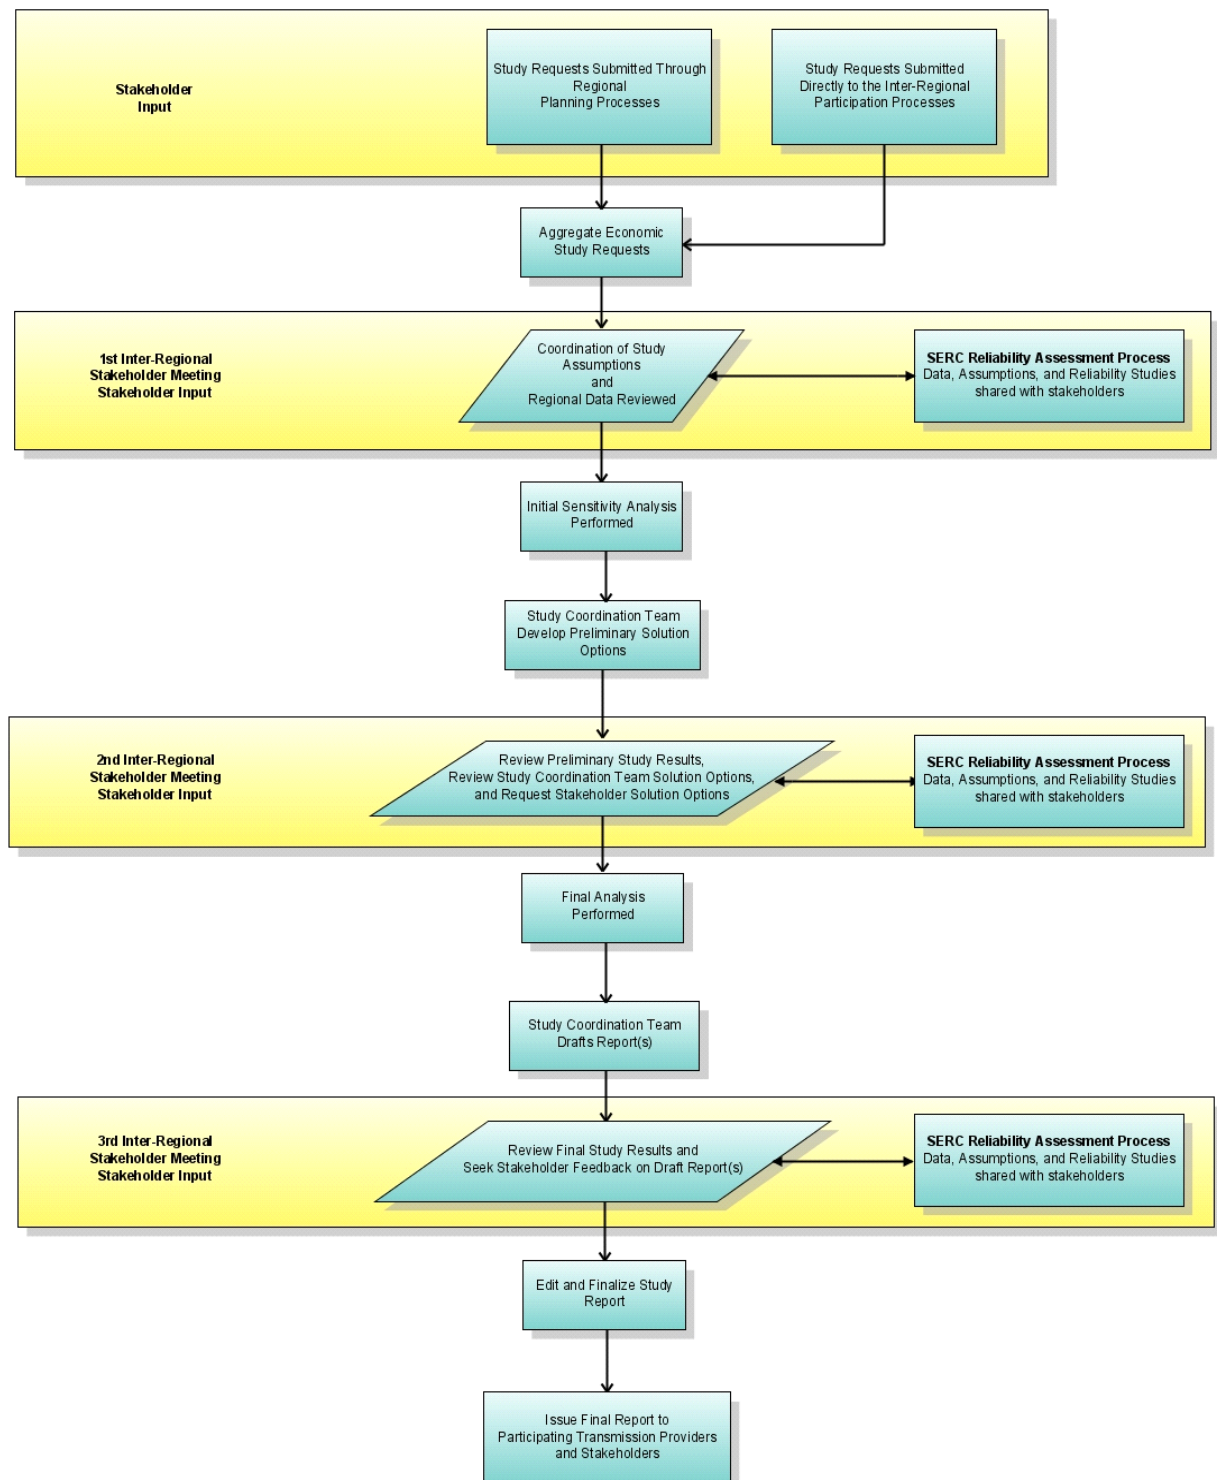 Stakeholder
Input
Study Requests Submitted Through
Regional
Planning Processes
Study Requests Submitted
Directly to the Inter-Regional
Participation Processes
Aggregate Economic
Study Requests
1st Inter-Regional
Stakeholder Meeting
Stakeholder Input
Coordination of Study
Assumptions
and
Regional Data Reviewed
SERC Reliability Assessment Process
Data, Assumptions, and Reliability Studies
shared with stakeholders
Initial Sensitivity Analysis
Performed
Study Coordination Team
Develop Preliminary Solution
Options
2nd Inter-Regional
Stakeholder Meeting
Stakeholder Input
Review Preliminary Study Results,
Review Study Coordination Team Solution Options,
and Request Stakeholder Solution Options
SERC Reliability Assessment Process
Data, Assumptions, and Reliability Studies
shared with stakeholders
Final Analysis
Performed
Study Coordination Team
Drafts Report(s)
3rd Inter-Regional
Stakeholder Meeting
Stakeholder Input
Review Final Study Results and
Seek Stakeholder Feedback on Draft Report(s)
SERC Reliability Assessment Process
Data, Assumptions, and Reliability Studies
shared with stakeholders
Edit and Finalize Study
Report
Issue Final Report to
Participating Transmission Providers
and Stakeholders